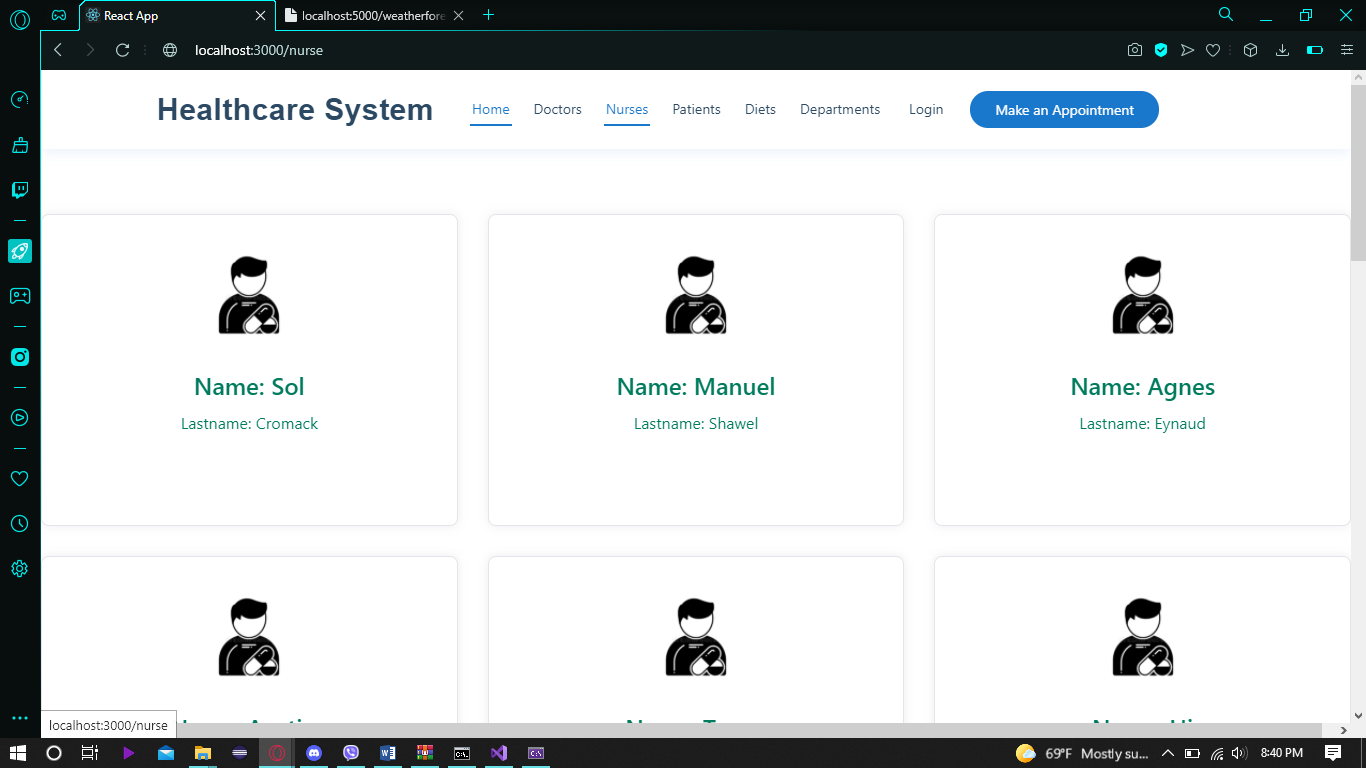 React App
localhost:5000/weatherfore
localhost:3000/nurse
Healthcare System
Home Doctors Nurses Patients Diets Departments Login Make an Appointment
Name: Sol Name: Manuel Name: Agnes
Lastname: Cromack Lastname: Shawel Lastname: Eynaud
localhost:3000/nurse
69°F Mostly su... 8:40 PM